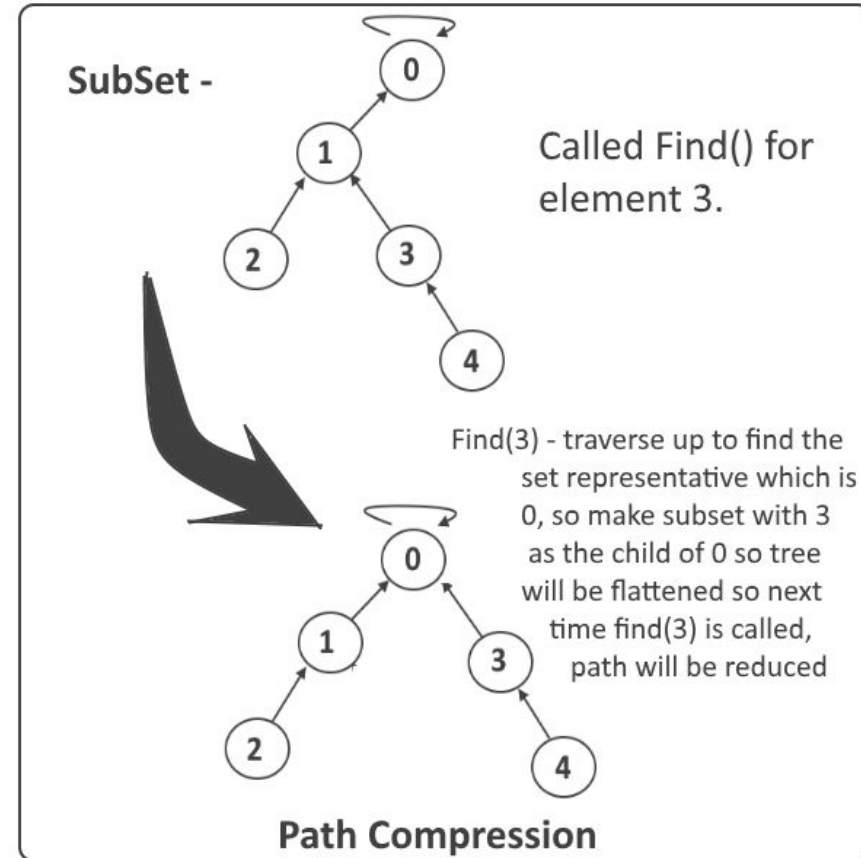 0
SubSet -
1
Called Find() for
element 3.
2
3
4
Find(3) - traverse up to find the
set representative which is
0, so make subset with 3
as the child of 0 so tree
will be flattened so next
time find(3) is called,
path will be reduced
0
1
3
2
4
Path Compression